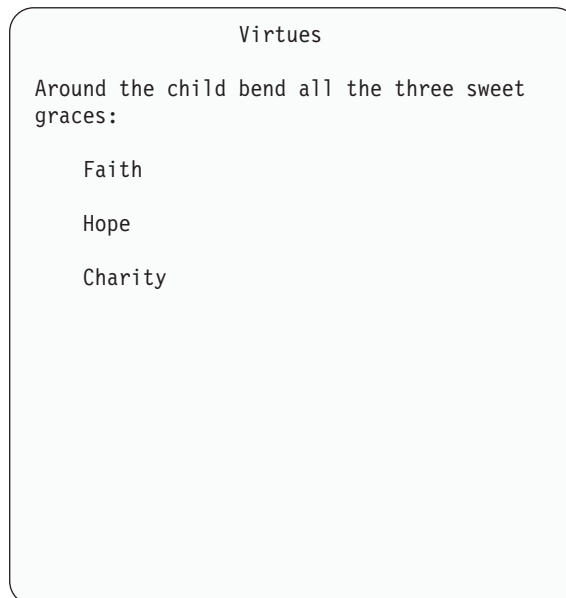 Virtues
Around the child bend all the three sweet
graces:
Faith
Hope
Charity